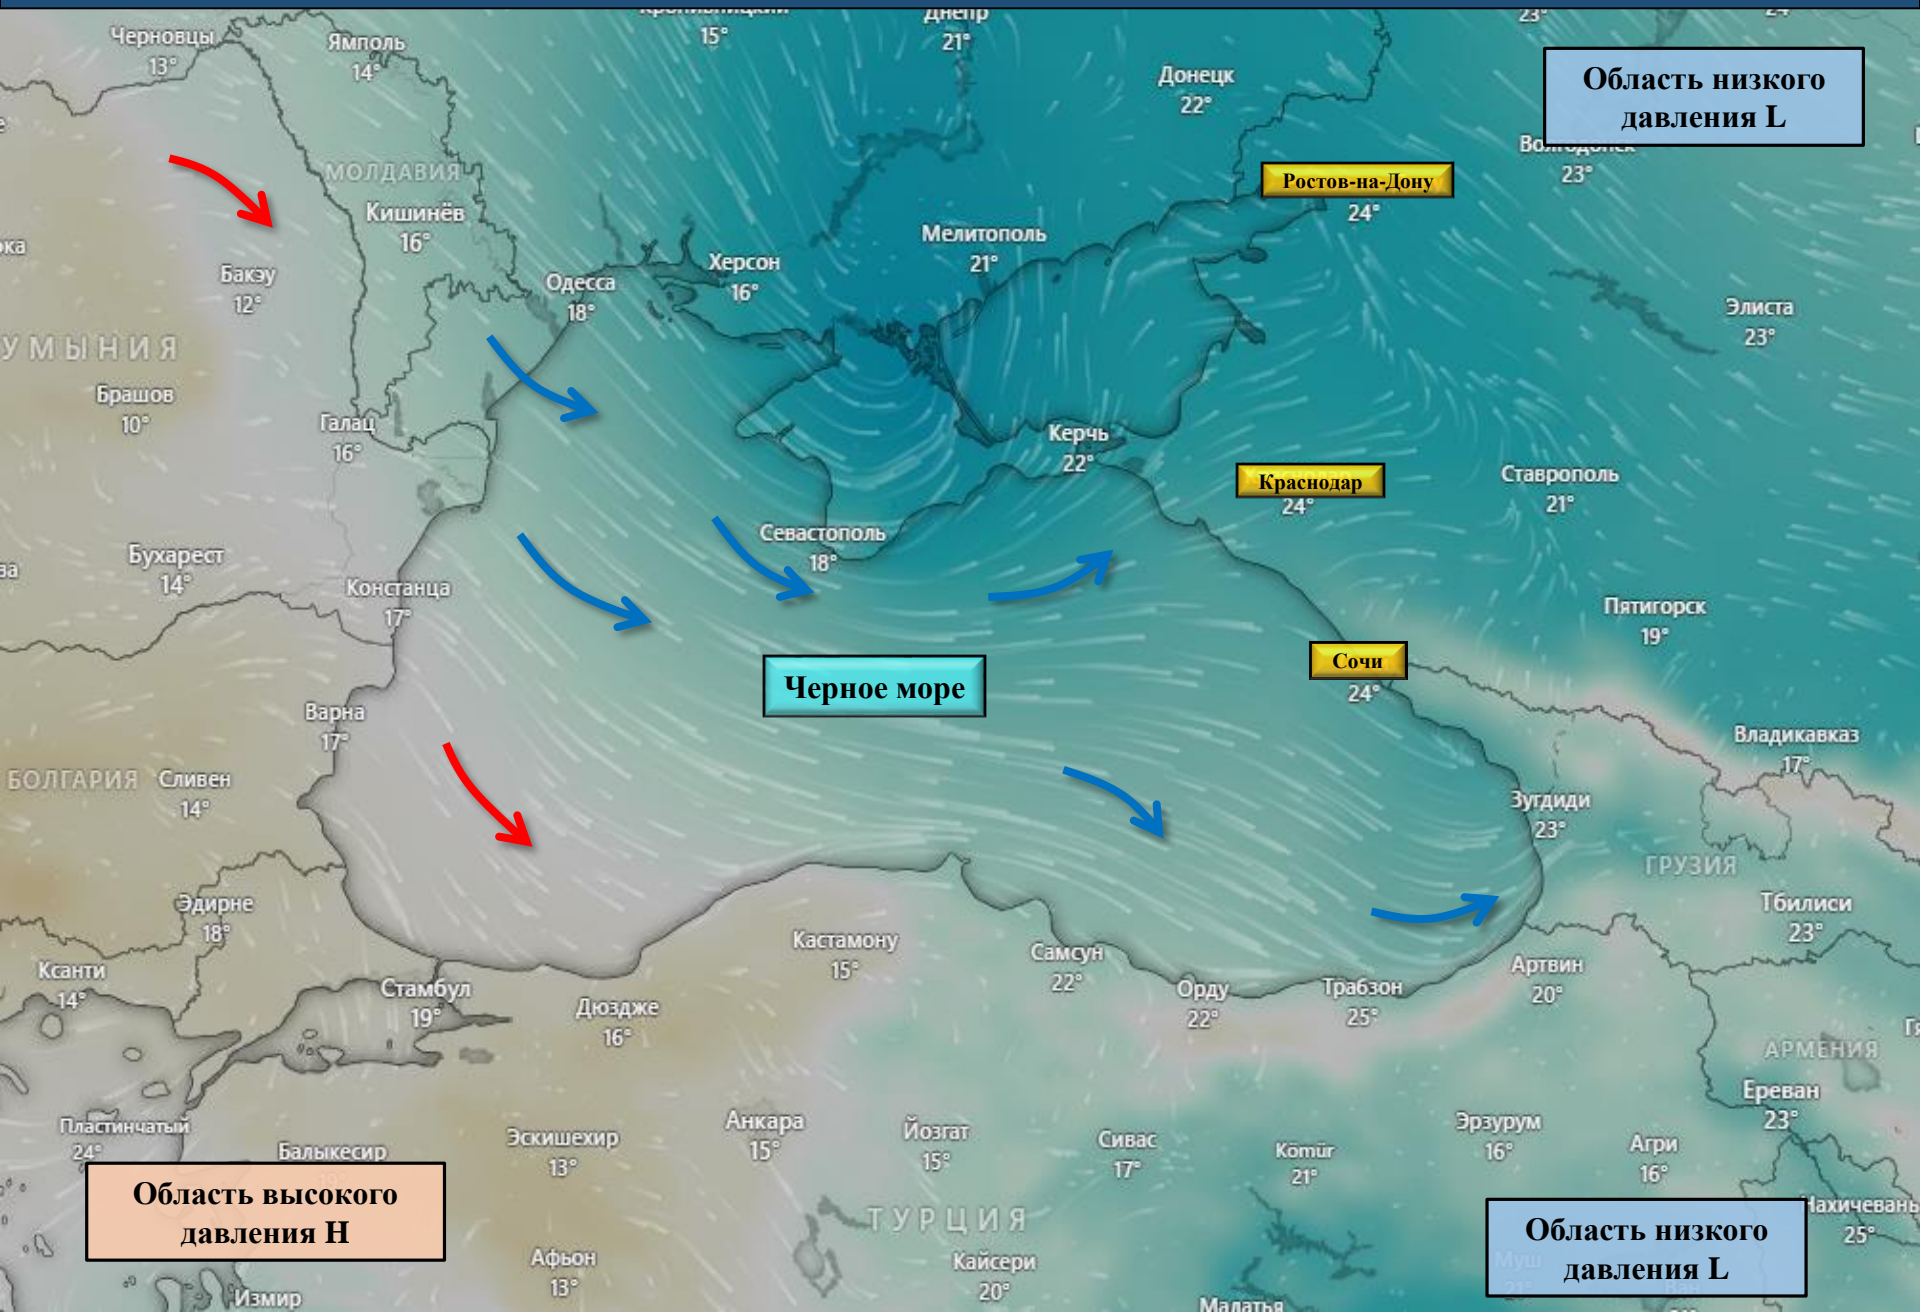 Днепр
21°
15°
23°
24°
Черновцы
13°
Ямполь
14°
Донецк
22°
Область низкого
давления L
23°
МОЛДАВИЯ
Кишинёв
16°
Ростов-на-Дону
24°
Мелитополь
21°
Бакэу
12°
Одесса
18°
Херсон
16°
Элиста
23°
УМЫНИЯ
Брашов
10°
Галац
16°
Керчь
22°
Краснодар
24°
Ставрополь
21°
Севастополь
18°
Бухарест
14°
Констанца
17°
Пятигорск
19°
Сочи
24°
Черное море
Варна
17°
Владикавказ
17°
БОЛГАРИЯ
Сливен
14°
Зугдиди
23°
ГРУЗИЯ
Эдирне
18°
Тбилиси
23°
Кастамону
15°
Самсун
22°
Ксанти
14°
Стамбул
19°
Дюздже
16°
Орду
22°
Трабзон
25°
Артвин
20°
АРМЕНИЯ
Ереван
23°
Пластинчатый
24°
Балыкесир
Эскишехир
13°
Анкара
15°
Йозгат
15°
Сивас
17°
Kömür
21°
Эрзурум
16°
Агри
16°
Область высокого
давления H
ТУРЦИЯ
Область низкого
давления L
Нахичевань
25°
Афьон
13°
Кайсери
20°
Измир
Малатья